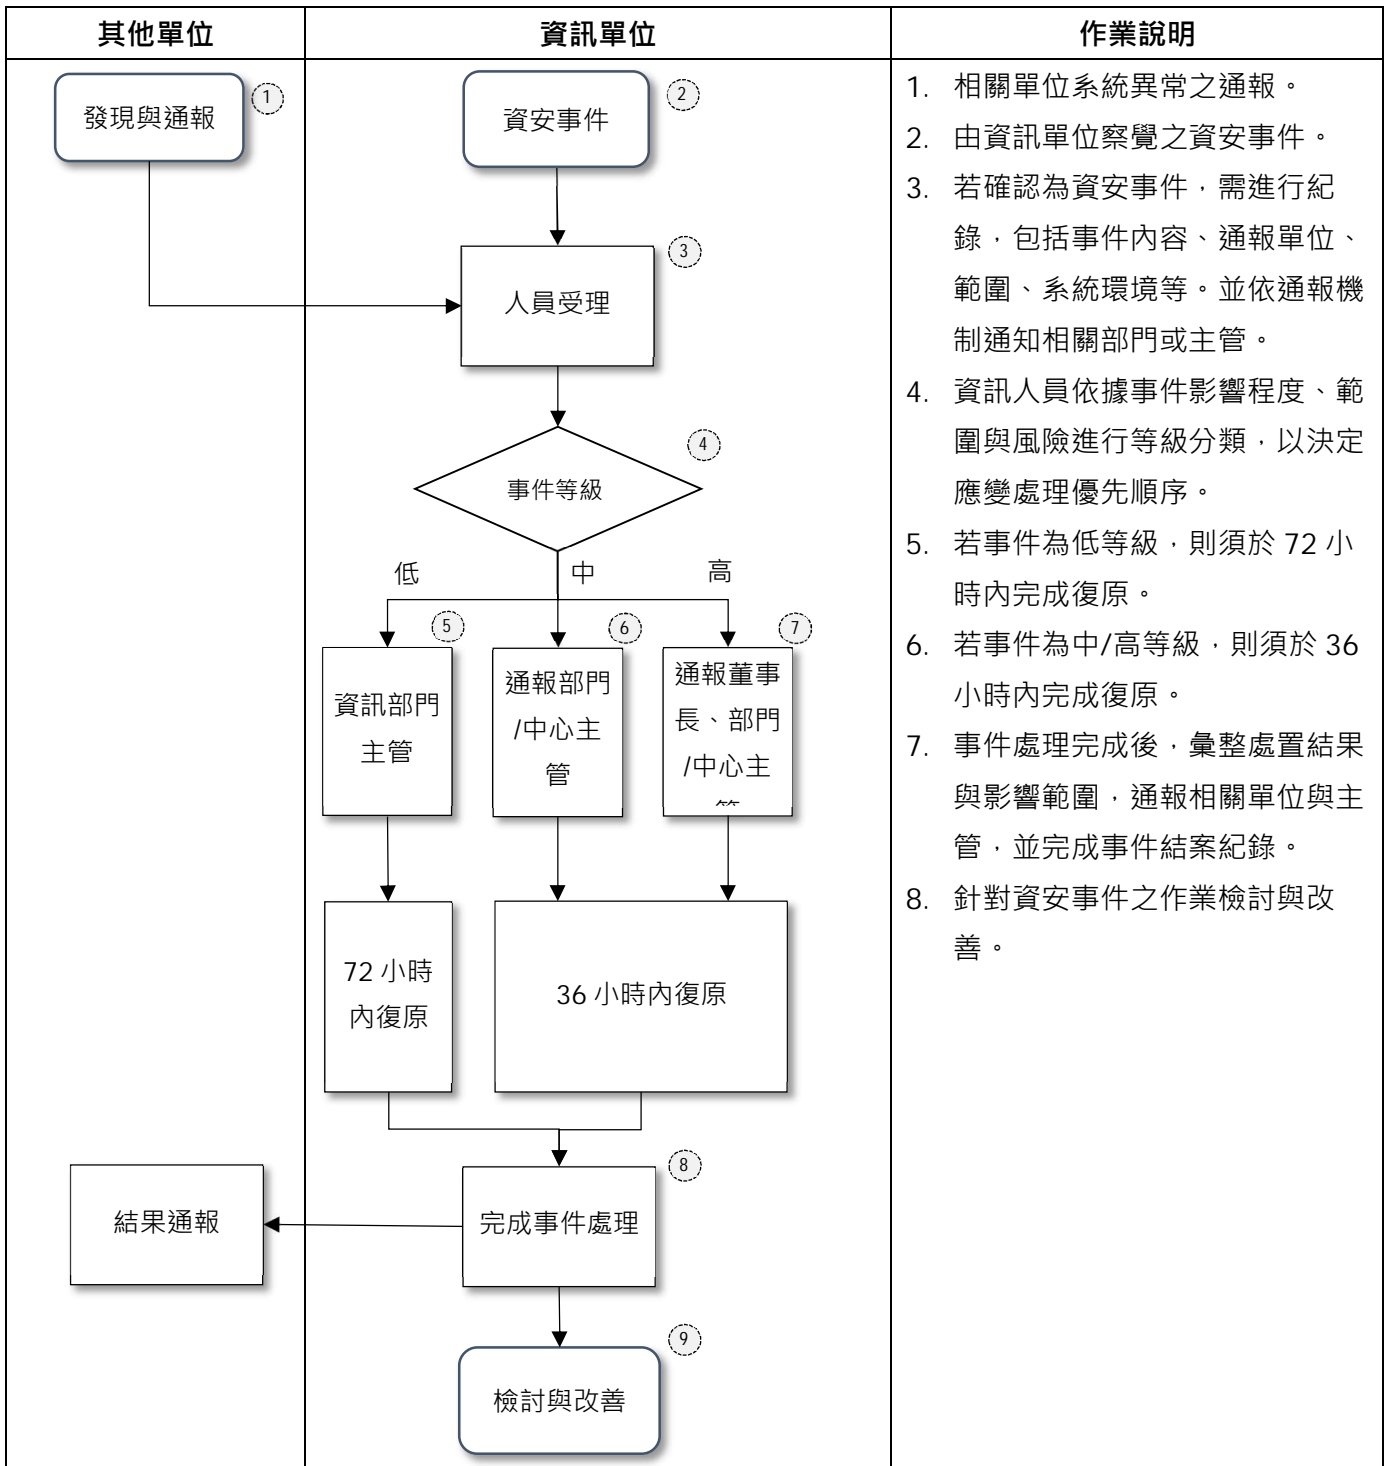 其他單位
資訊單位
作業說明
發現與通報
1
資安事件
2
人員受理
3
事件等級
4
低
中
高
5
6
7
資訊部門
主管
通報部門
/中心主
管
通報董事
長、部門
/中心主
72 小時
內復原
36 小時內復原
結果通報
完成事件處理
8
檢討與改善
9
1. 相關單位系統異常之通報。
2. 由資訊單位察覺之資安事件。
3. 若確認為資安事件，需進行紀
錄，包括事件內容、通報單位、
範圍、系統環境等。並依通報機
制通知相關部門或主管。
4. 資訊人員依據事件影響程度、範
圍與風險進行等級分類，以決定
應變處理優先順序。
5. 若事件為低等級，則須於 72 小
時內完成復原。
6. 若事件為中/高等級，則須於 36
小時內完成復原。
7. 事件處理完成後，彙整處置結果
與影響範圍，通報相關單位與主
管，並完成事件結案紀錄。
8. 針對資安事件之作業檢討與改
善。